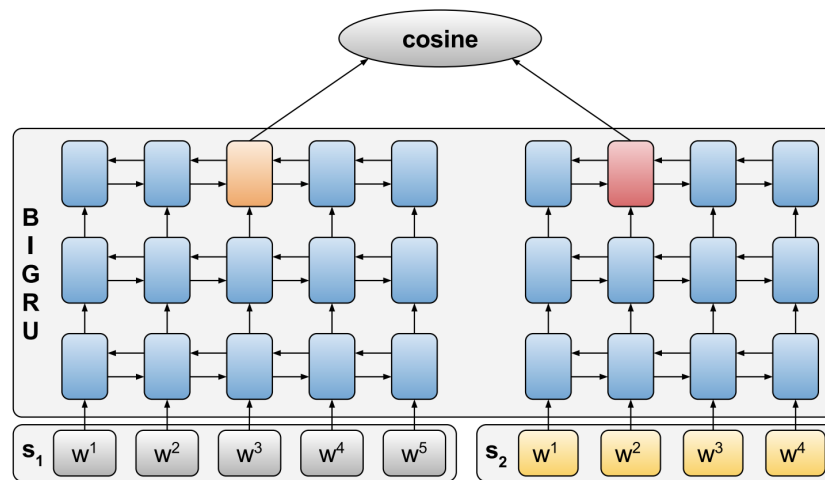 cosine
B
I
G
R
U
s₁ w¹ w² w³ w⁴ w⁵
s₂ w¹ w² w³ w⁴